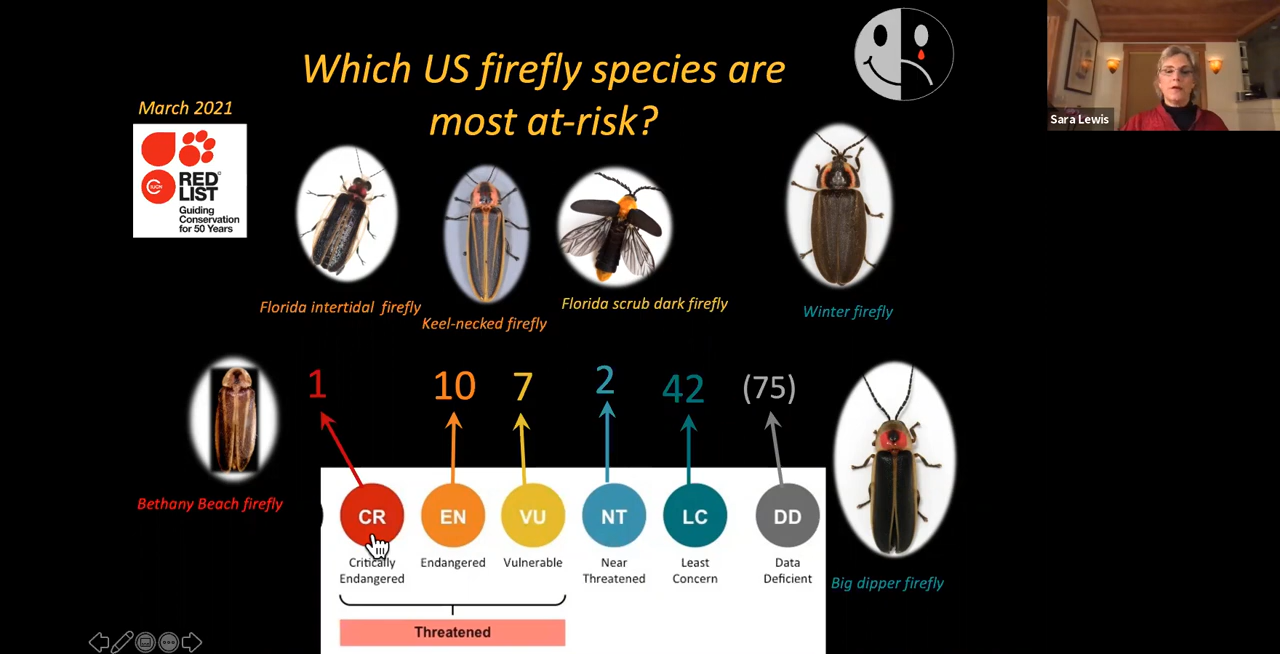 Which US firefly species are
most at-risk?
March 2021
RED
LIST
Guiding
Conservation
for 50 Years
Sara Lewis
Florida intertidal firefly
Keel-necked firefly
Florida scrub dark firefly
Winter firefly
1
10
7
2
42
(75)
Bethany Beach firefly
CR
EN
VU
NT
LC
DD
Critically
Endangered
Endangered
Vulnerable
Near
Threatened
Least
Concern
Data
Deficient
Big dipper firefly
Threatened